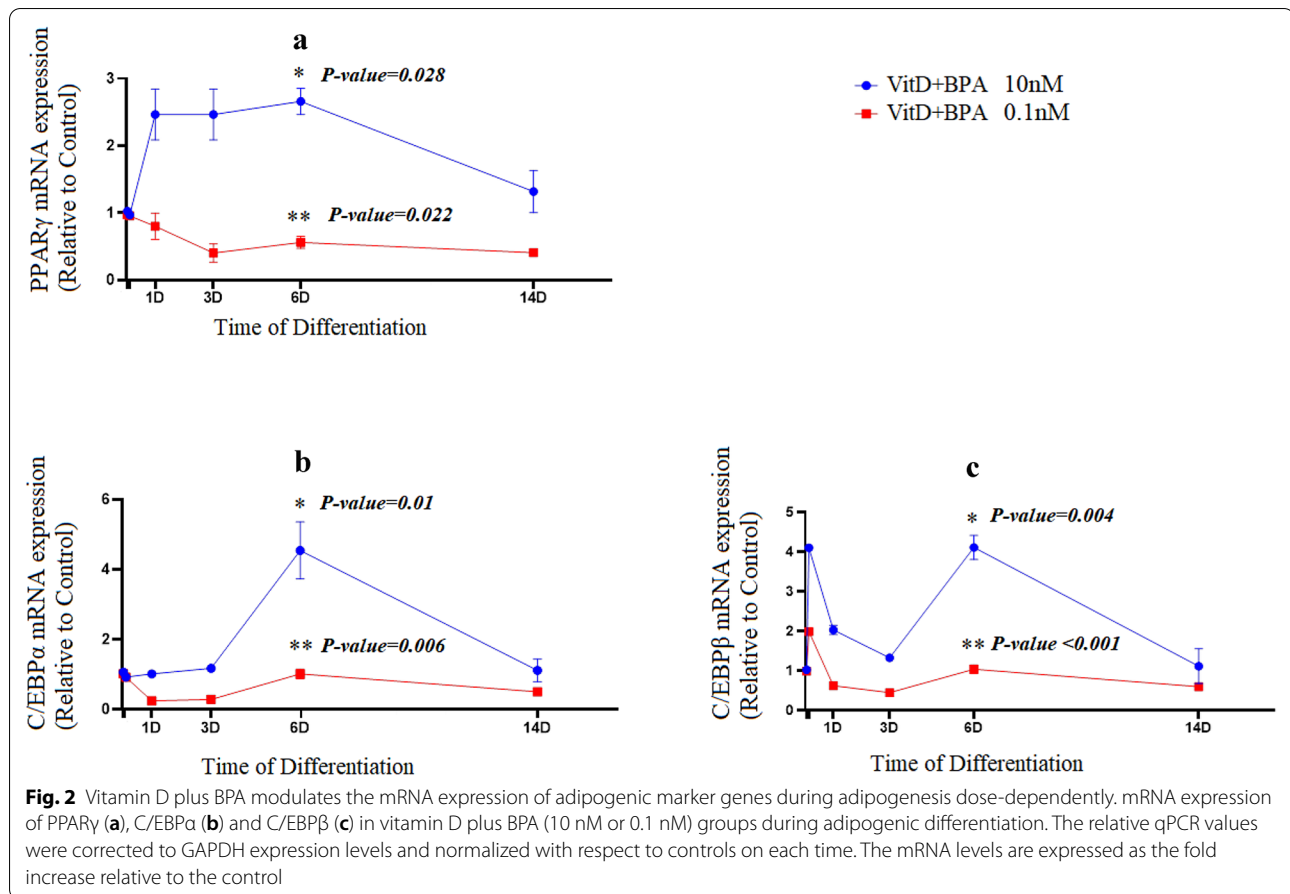 a
* P-value=0.028
VitD+BPA 10nM
VitD+BPA 0.1nM
PPARγ mRNA expression
(Relative to Control)
3
2
1
0
** P-value=0.022
1D 3D 6D 14D
Time of Differentiation
b
* P-value=0.01
C/EBPα mRNA expression
(Relative to Control)
6
4
2
0
** P-value=0.006
1D 3D 6D 14D
Time of Differentiation
c
* P-value=0.004
C/EBPβ mRNA expression
(Relative to Control)
5
4
3
2
1
0
** P-value <0.001
1D 3D 6D 14D
Time of Differentiation
Fig. 2 Vitamin D plus BPA modulates the mRNA expression of adipogenic marker genes during adipogenesis dose-dependently. mRNA expression
of PPARγ (a), C/EBPα (b) and C/EBPβ (c) in vitamin D plus BPA (10 nM or 0.1 nM) groups during adipogenic differentiation. The relative qPCR values
were corrected to GAPDH expression levels and normalized with respect to controls on each time. The mRNA levels are expressed as the fold
increase relative to the control